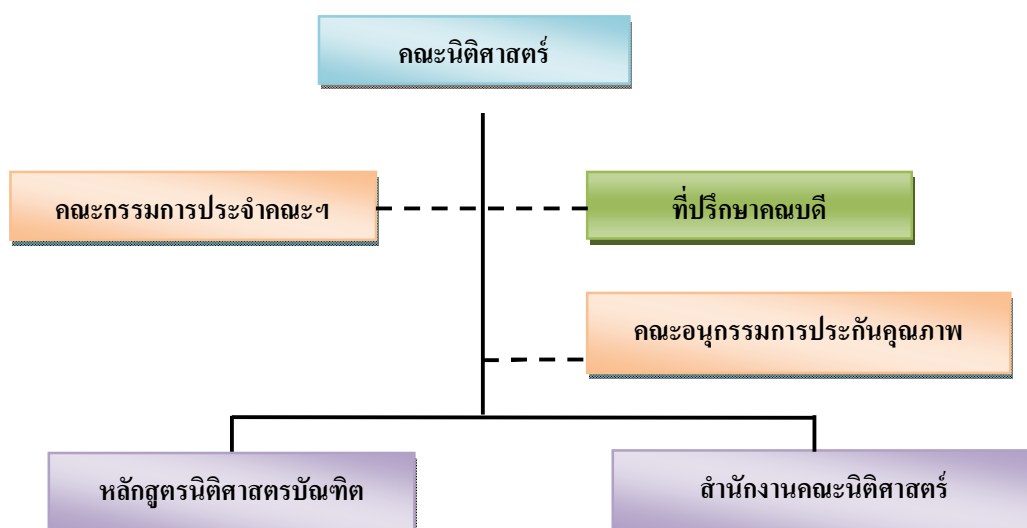 คณะนิติศาสตร์
คณะกรรมการประจำคณะฯ
ที่ปรึกษาคณบดี
คณะอนุกรรมการประกันคุณภาพ
หลักสูตรนิติศาสตรบัณฑิต
สำนักงานคณะนิติศาสตร์